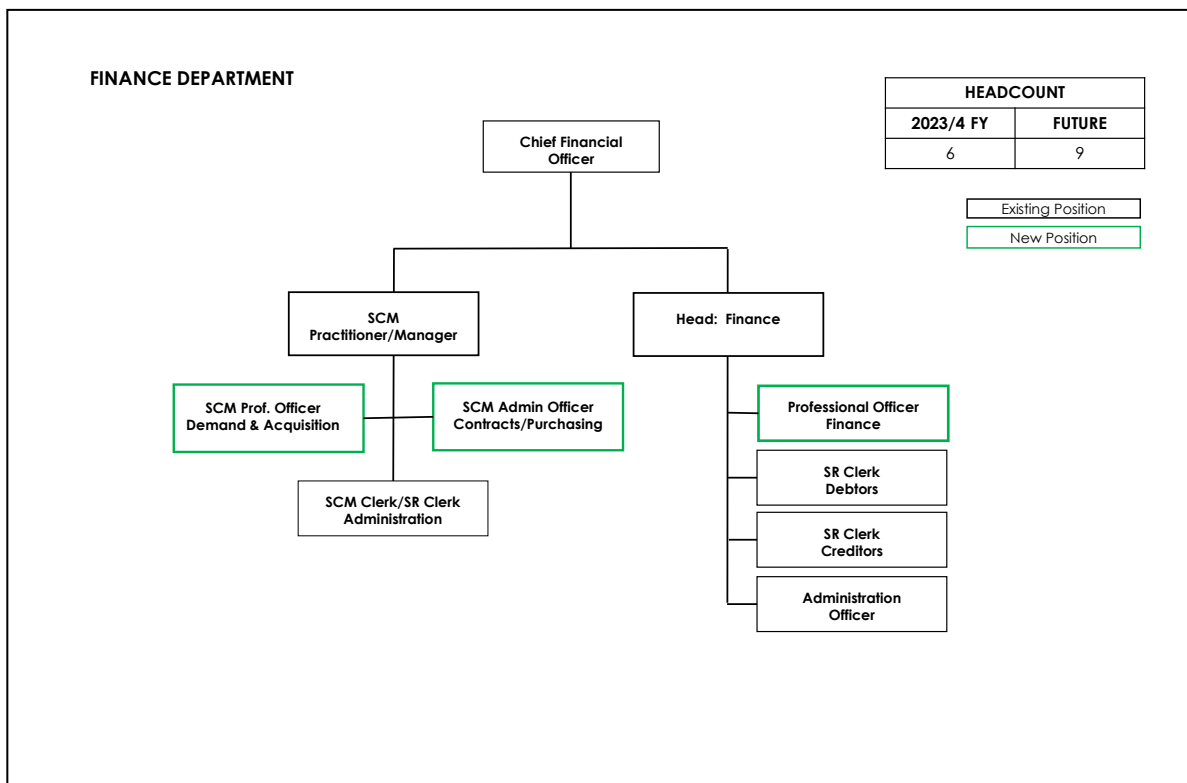 FINANCE DEPARTMENT
HEADCOUNT
2023/4 FY FUTURE
6 9
Chief Financial
Officer
Existing Position
New Position
SCM
Practitioner/Manager
Head: Finance
SCM Prof. Officer
Demand & Acquisition
SCM Admin Officer
Contracts/Purchasing
Professional Officer
Finance
SR Clerk
Debtors
SCM Clerk/SR Clerk
Administration
SR Clerk
Creditors
Administration
Officer